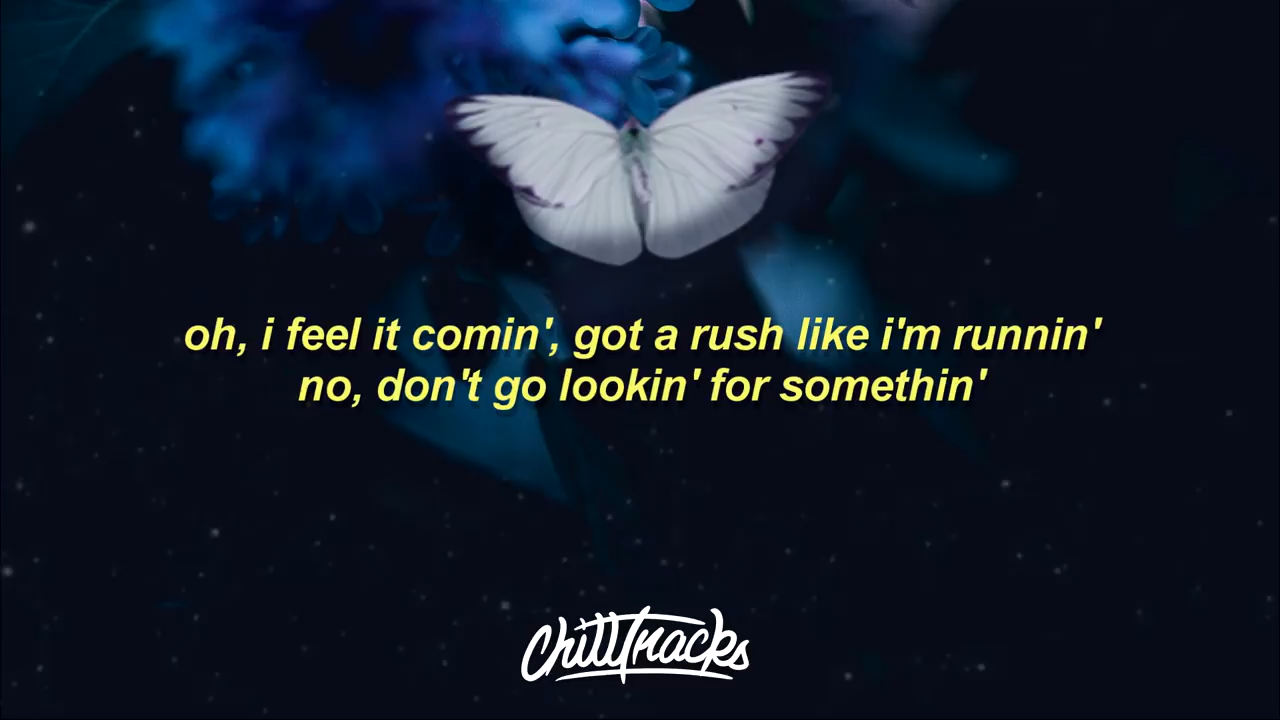 oh, i feel it comin', got a rush like i'm runnin'
no, don't go lookin' for somethin'
ChillTracks